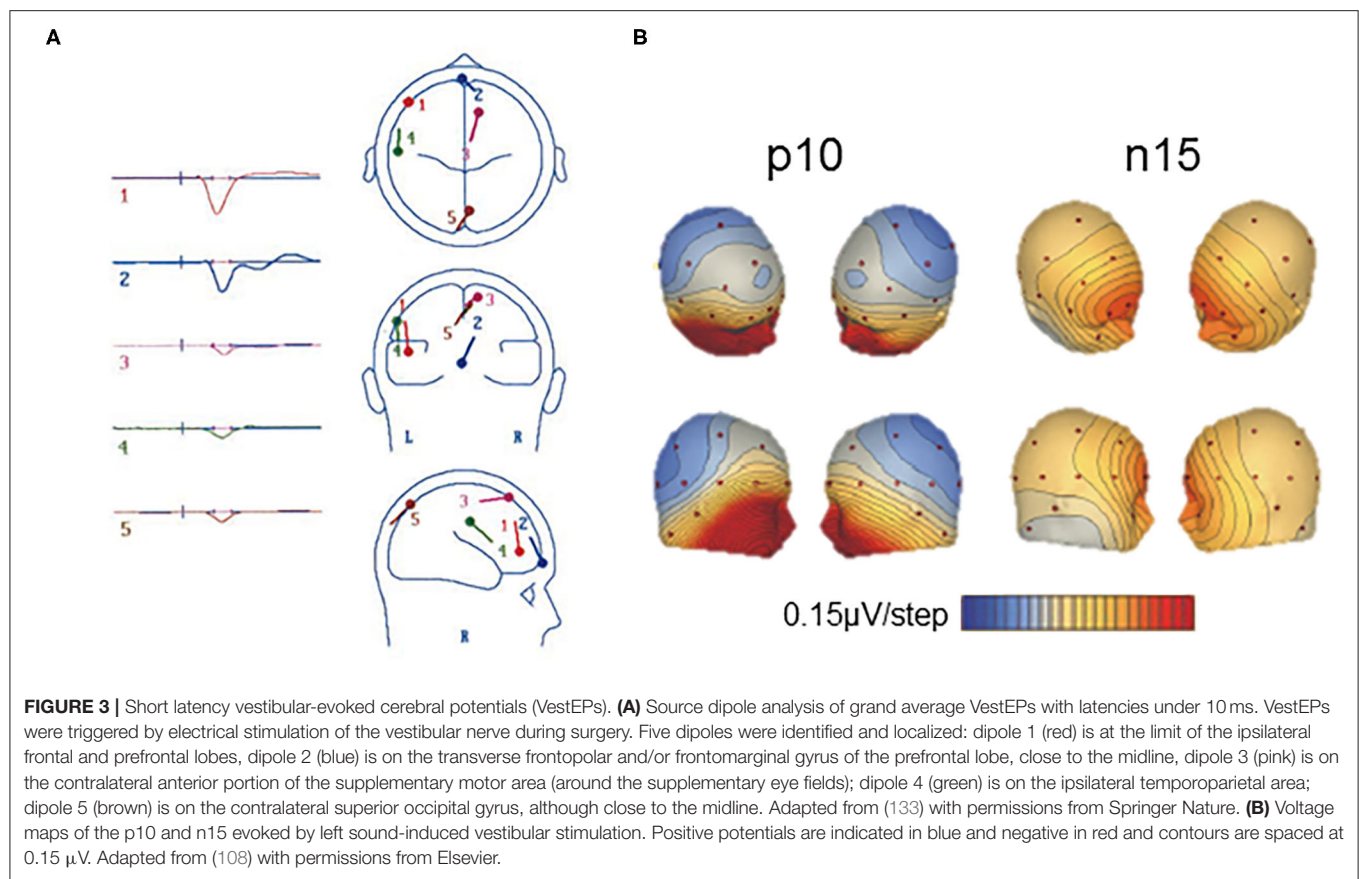 A
B
1
2
3
4
5
2
1
4
3
5
3
5
2
4
L
R
3
5
1
2
4
R
p10
n15
0.15µV/step
FIGURE 3 | Short latency vestibular-evoked cerebral potentials (VestEPs). (A) Source dipole analysis of grand average VestEPs with latencies under 10 ms. VestEPs
were triggered by electrical stimulation of the vestibular nerve during surgery. Five dipoles were identified and localized: dipole 1 (red) is at the limit of the ipsilateral
frontal and prefrontal lobes, dipole 2 (blue) is on the transverse frontopolar and/or frontomarginal gyrus of the prefrontal lobe, close to the midline, dipole 3 (pink) is on
the contralateral anterior portion of the supplementary motor area (around the supplementary eye fields); dipole 4 (green) is on the ipsilateral temporoparietal area;
dipole 5 (brown) is on the contralateral superior occipital gyrus, although close to the midline. Adapted from (133) with permissions from Springer Nature. (B) Voltage
maps of the p10 and n15 evoked by left sound-induced vestibular stimulation. Positive potentials are indicated in blue and negative in red and contours are spaced at
0.15 µV. Adapted from (108) with permissions from Elsevier.